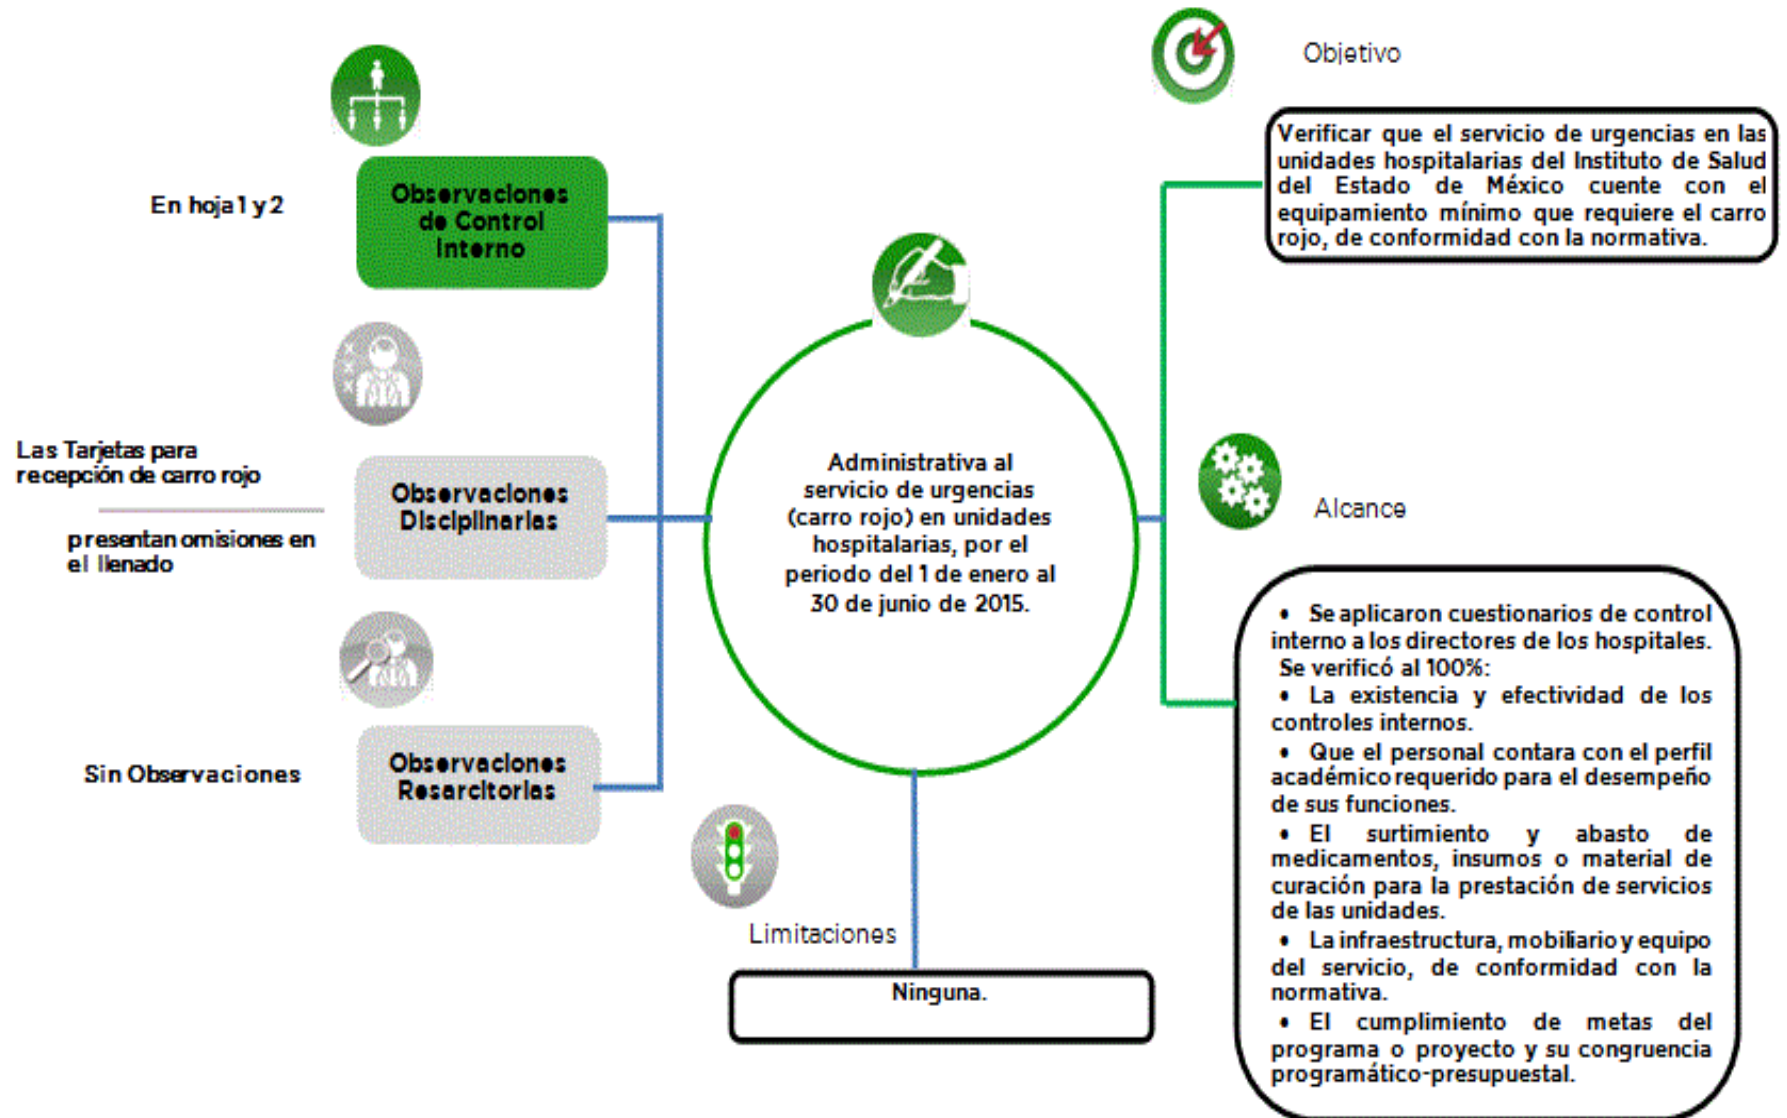 Objetivo
Verificar que el servicio de urgencias en las
unidades hospitalarias del Instituto de Salud
del Estado de México cuente con el
equipamiento mínimo que requiere el carro
rojo, de conformidad con la normativa.
En hoja 1 y 2
Observaciones
de Control
Interno
Las Tarjetas para
recepción de carro rojo
presentan omisiones en
el llenado
Observaciones
Disciplinarias
Sin Observaciones
Observaciones
Resarcitorias
Administrativa al
servicio de urgencias
(carro rojo) en unidades
hospitalarias, por el
periodo del 1 de enero al
30 de junio de 2015.
Limitaciones
Ninguna.
Alcance
• Se aplicaron cuestionarios de control
interno a los directores de los hospitales.
Se verificó al 100%:
• La existencia y efectividad de los
controles internos.
• Que el personal contara con el perfil
académico requerido para el desempeño
de sus funciones.
• El surtimiento y abasto de
medicamentos, insumos o material de
curación para la prestación de servicios
de las unidades.
• La infraestructura, mobiliario y equipo
del servicio, de conformidad con la
normativa.
• El cumplimiento de metas del
programa o proyecto y su congruencia
programático-presupuestal.